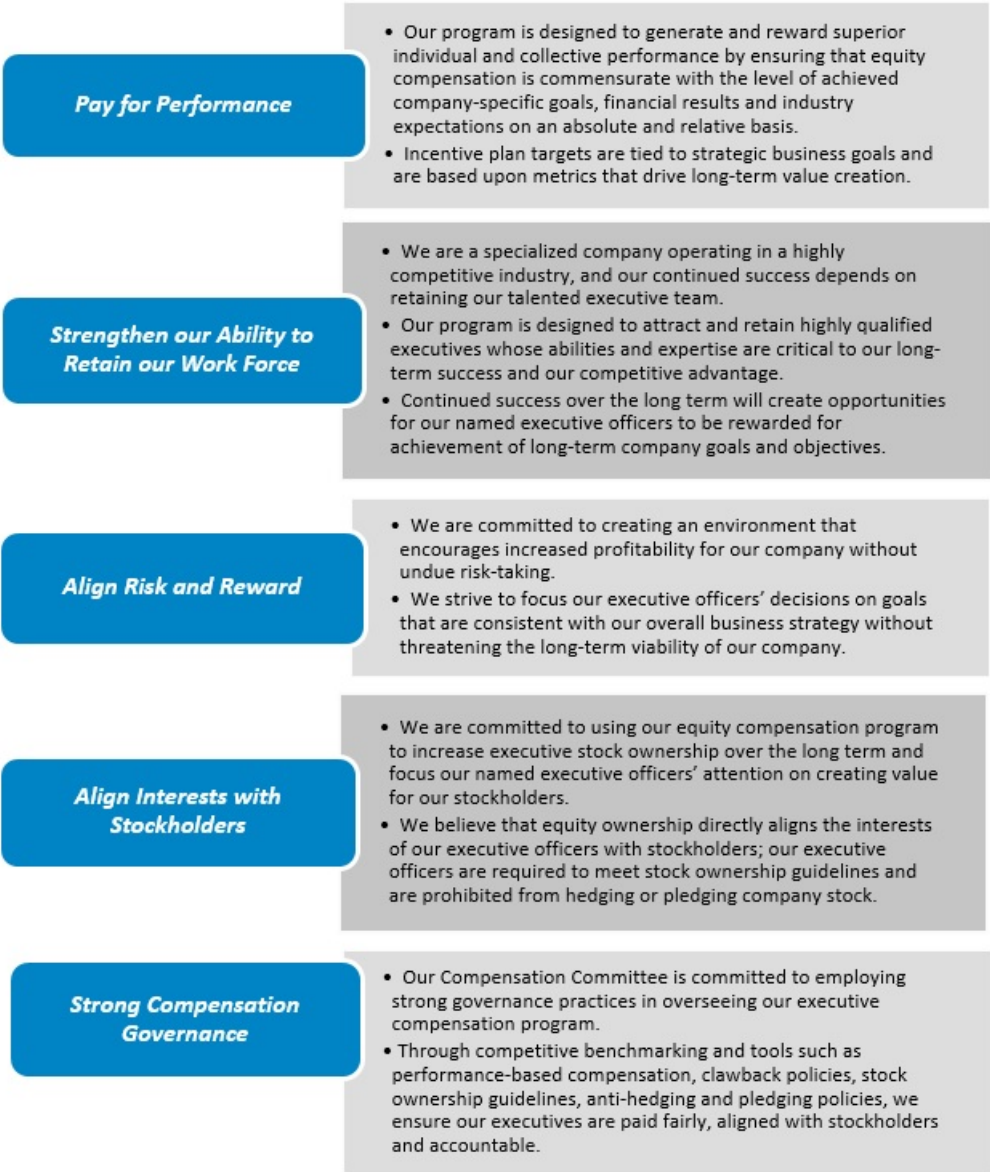 Pay for Performance
• Our program is designed to generate and reward superior
individual and collective performance by ensuring that equity
compensation is commensurate with the level of achieved
company-specific goals, financial results and industry
expectations on an absolute and relative basis.
• Incentive plan targets are tied to strategic business goals and
are based upon metrics that drive long-term value creation.
Strengthen our Ability to
Retain our Work Force
• We are a specialized company operating in a highly
competitive industry, and our continued success depends on
retaining our talented executive team.
• Our program is designed to attract and retain highly qualified
executives whose abilities and expertise are critical to our long-
term success and our competitive advantage.
• Continued success over the long term will create opportunities
for our named executive officers to be rewarded for
achievement of long-term company goals and objectives.
Align Risk and Reward
• We are committed to creating an environment that
encourages increased profitability for our company without
undue risk-taking.
• We strive to focus our executive officers’ decisions on goals
that are consistent with our overall business strategy without
threatening the long-term viability of our company.
Align Interests with
Stockholders
• We are committed to using our equity compensation program
to increase executive stock ownership over the long term and
focus our named executive officers’ attention on creating value
for our stockholders.
• We believe that equity ownership directly aligns the interests
of our executive officers with stockholders; our executive
officers are required to meet stock ownership guidelines and
are prohibited from hedging or pledging company stock.
Strong Compensation
Governance
• Our Compensation Committee is committed to employing
strong governance practices in overseeing our executive
compensation program.
• Through competitive benchmarking and tools such as
performance-based compensation, clawback policies, stock
ownership guidelines, anti-hedging and pledging policies, we
ensure our executives are paid fairly, aligned with stockholders
and accountable.